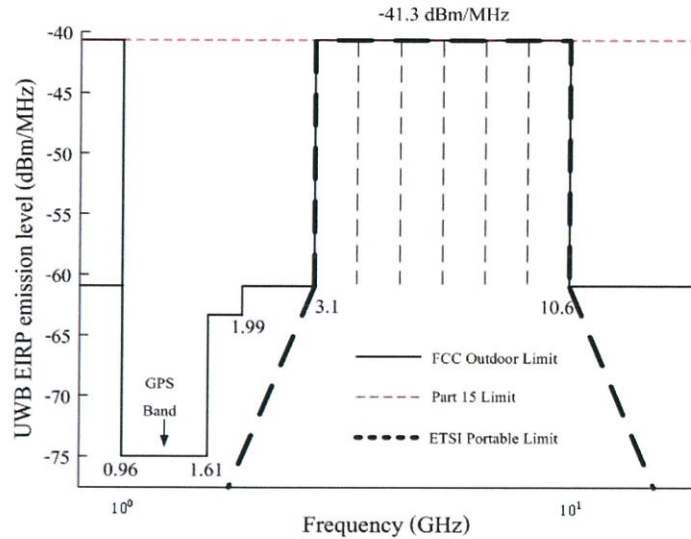 -41.3 dBm/MHz
-40
-45
-50
-55
-60
-65
-70
-75
UWB EIRP emission level (dBm/MHz)
3.1
10.6
1.99
GPS
Band
0.96
1.61
FCC Outdoor Limit
Part 15 Limit
ETSI Portable Limit
10⁰
10¹
Frequency (GHz)